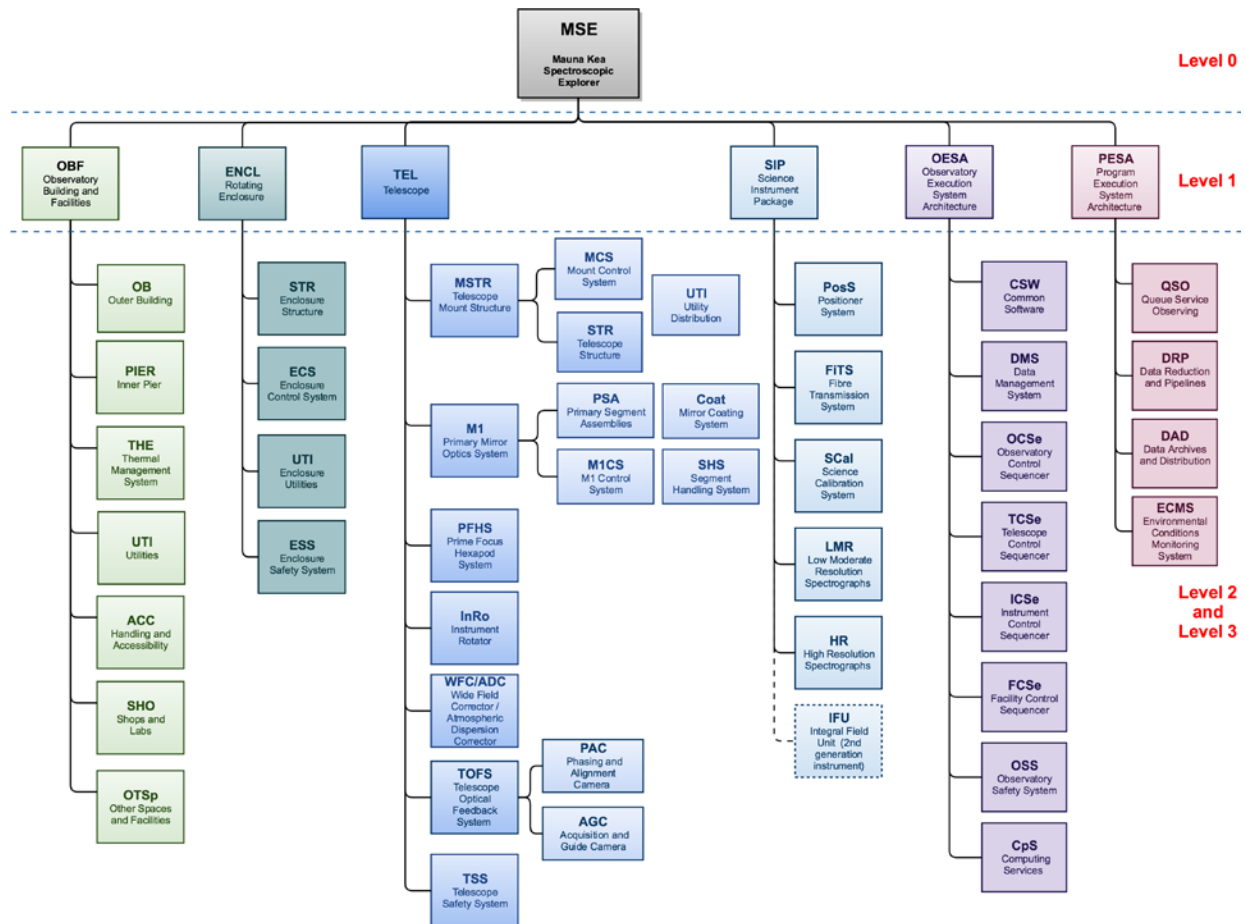 MSE
Mauna Kea
Spectroscopic
Explorer
Level 0
OBF
Observatory
Building and
Facilities
ENCL
Rotating
Enclosure
TEL
Telescope
SIP
Science
Instrument
Package
OESA
Observatory
Execution
System
Architecture
PESA
Program
Execution
System
Architecture
Level 1
OB
Outer Building
PIER
Inner Pier
THE
Thermal
Management
System
UTI
Utilities
ACC
Handling and
Accessibility
SHO
Shops and
Labs
OTSp
Other Spaces
and Facilities
STR
Enclosure
Structure
ECS
Enclosure
Control System
UTI
Enclosure
Utilities
ESS
Enclosure
Safety System
MSTR
Telescope
Mount Structure
MCS
Mount Control
System
UTI
Utility
Distribution
STR
Telescope
Structure
M1
Primary Mirror
Optics System
PSA
Primary Segment
Assemblies
Coat
Mirror Coating
System
M1CS
M1 Control
System
SHS
Segment
Handling System
PFHS
Prime Focus
Hexapod
System
InRo
Instrument
Rotator
WFC/ADC
Wide Field
Corrector /
Atmospheric
Dispersion
Corrector
TOFS
Telescope
Optical
Feedback
System
PAC
Phasing and
Alignment
Camera
AGC
Acquisition and
Guide Camera
TSS
Telescope
Safety System
PosS
Positioner
System
FiTS
Fibre
Transmission
System
SCal
Science
Calibration
System
LMR
Low Moderate
Resolution
Spectrographs
HR
High Resolution
Spectrographs
IFU
Integral Field
Unit (2nd
generation
instrument)
CSW
Common
Software
DMS
Data
Management
System
OCSe
Observatory
Control
Sequencer
TCSe
Telescope
Control
Sequencer
ICSe
Instrument
Control
Sequencer
FCSe
Facility Control
Sequencer
OSS
Observatory
Safety System
CpS
Computing
Services
QSO
Queue Service
Observing
DRP
Data Reduction
and Pipelines
DAD
Data Archives
and Distribution
ECMS
Environmental
Conditions
Monitoring
System
Level 2
and
Level 3